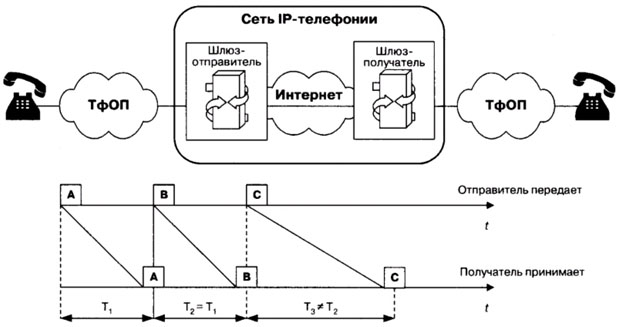 Сеть IP-телефонии
Шлюз-
отправитель
Шлюз-
получатель
ТфОП
Интернет
ТфОП
A
B
C
Отправитель передает
t
A
B
C
Получатель принимает
T1
T2 = T1
T3 ≠ T2
t